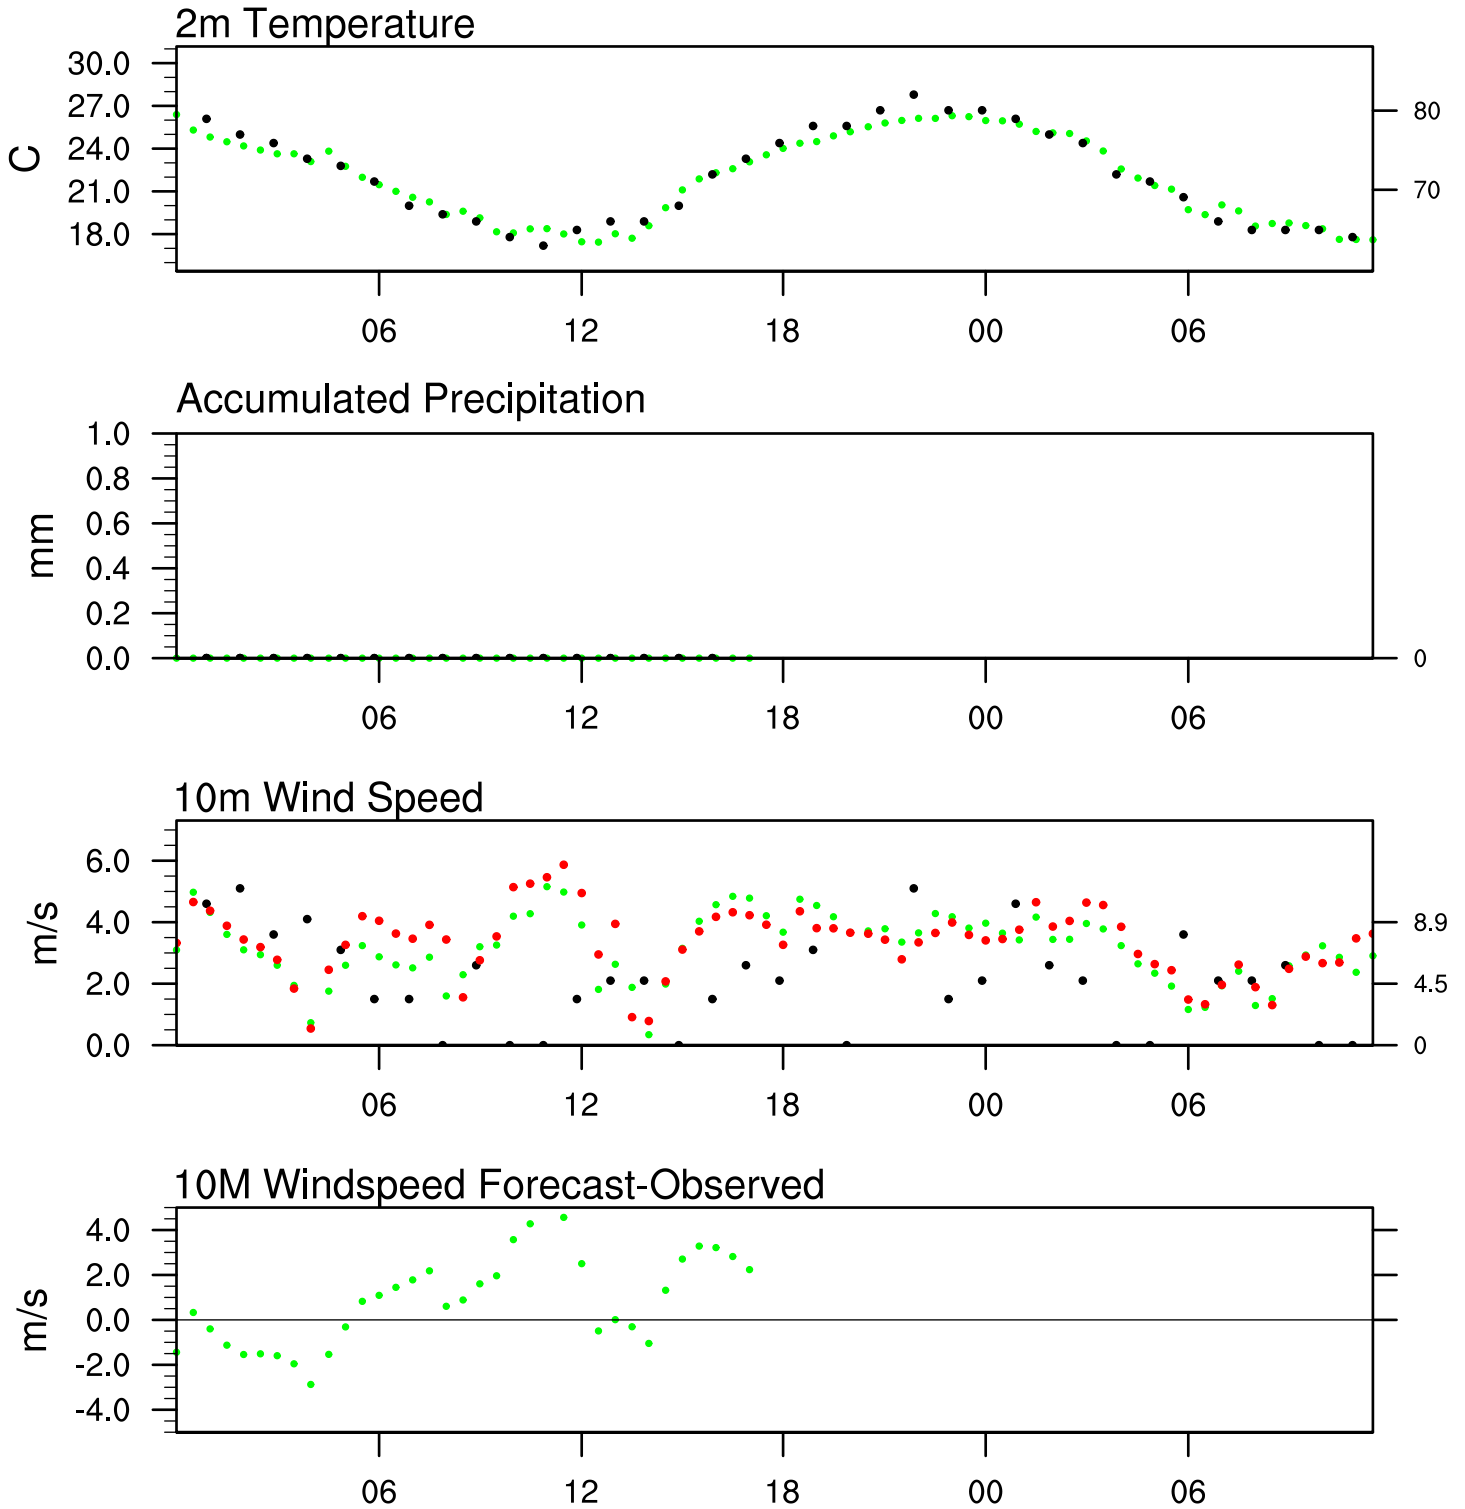 2m Temperature
30.0
27.0
24.0
21.0
18.0
C
80
70
06 12 18 00 06
Accumulated Precipitation
1.0
0.8
0.6
0.4
0.2
0.0
mm
0
06 12 18 00 06
10m Wind Speed
6.0
4.0
2.0
0.0
m/s
8.9
4.5
0
06 12 18 00 06
10M Windspeed Forecast-Observed
4.0
2.0
0.0
-2.0
-4.0
m/s
06 12 18 00 06